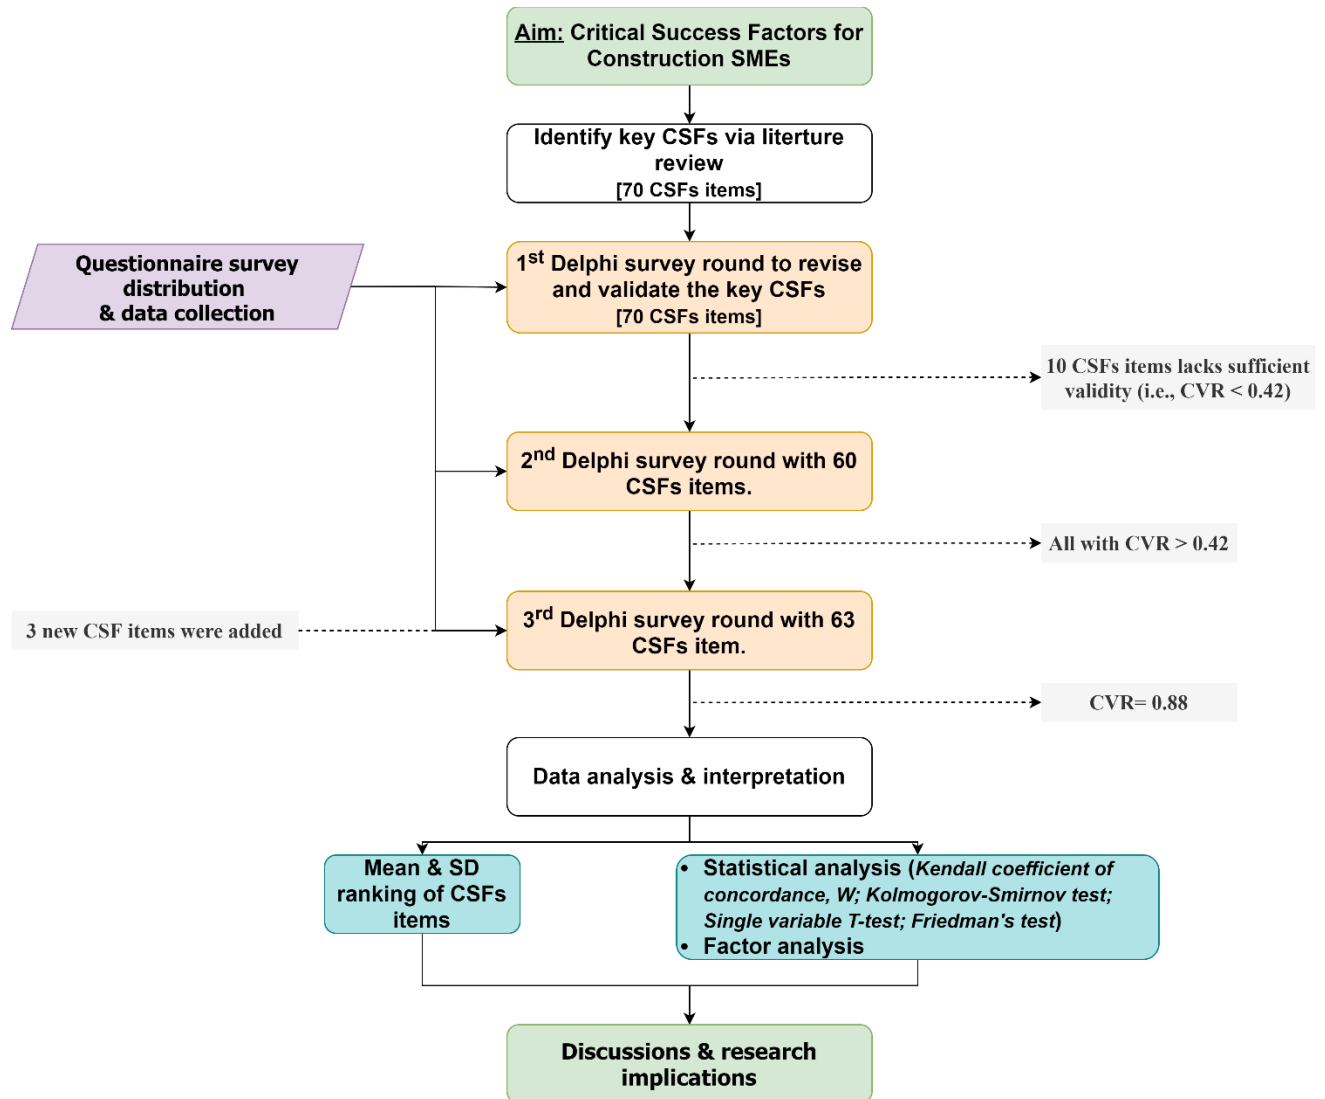 Aim: Critical Success Factors for
Construction SMEs
Identify key CSFs via literture
review
[70 CSFs items]
Questionnaire survey
distribution
& data collection
1st Delphi survey round to revise
and validate the key CSFs
[70 CSFs items]
10 CSFs items lacks sufficient
validity (i.e., CVR < 0.42)
2nd Delphi survey round with 60
CSFs items.
All with CVR > 0.42
3 new CSF items were added
3rd Delphi survey round with 63
CSFs item.
CVR= 0.88
Data analysis & interpretation
Mean & SD
ranking of CSFs
items
• Statistical analysis (Kendall coefficient of
concordance, W; Kolmogorov-Smirnov test;
Single variable T-test; Friedman's test)
• Factor analysis
Discussions & research
implications